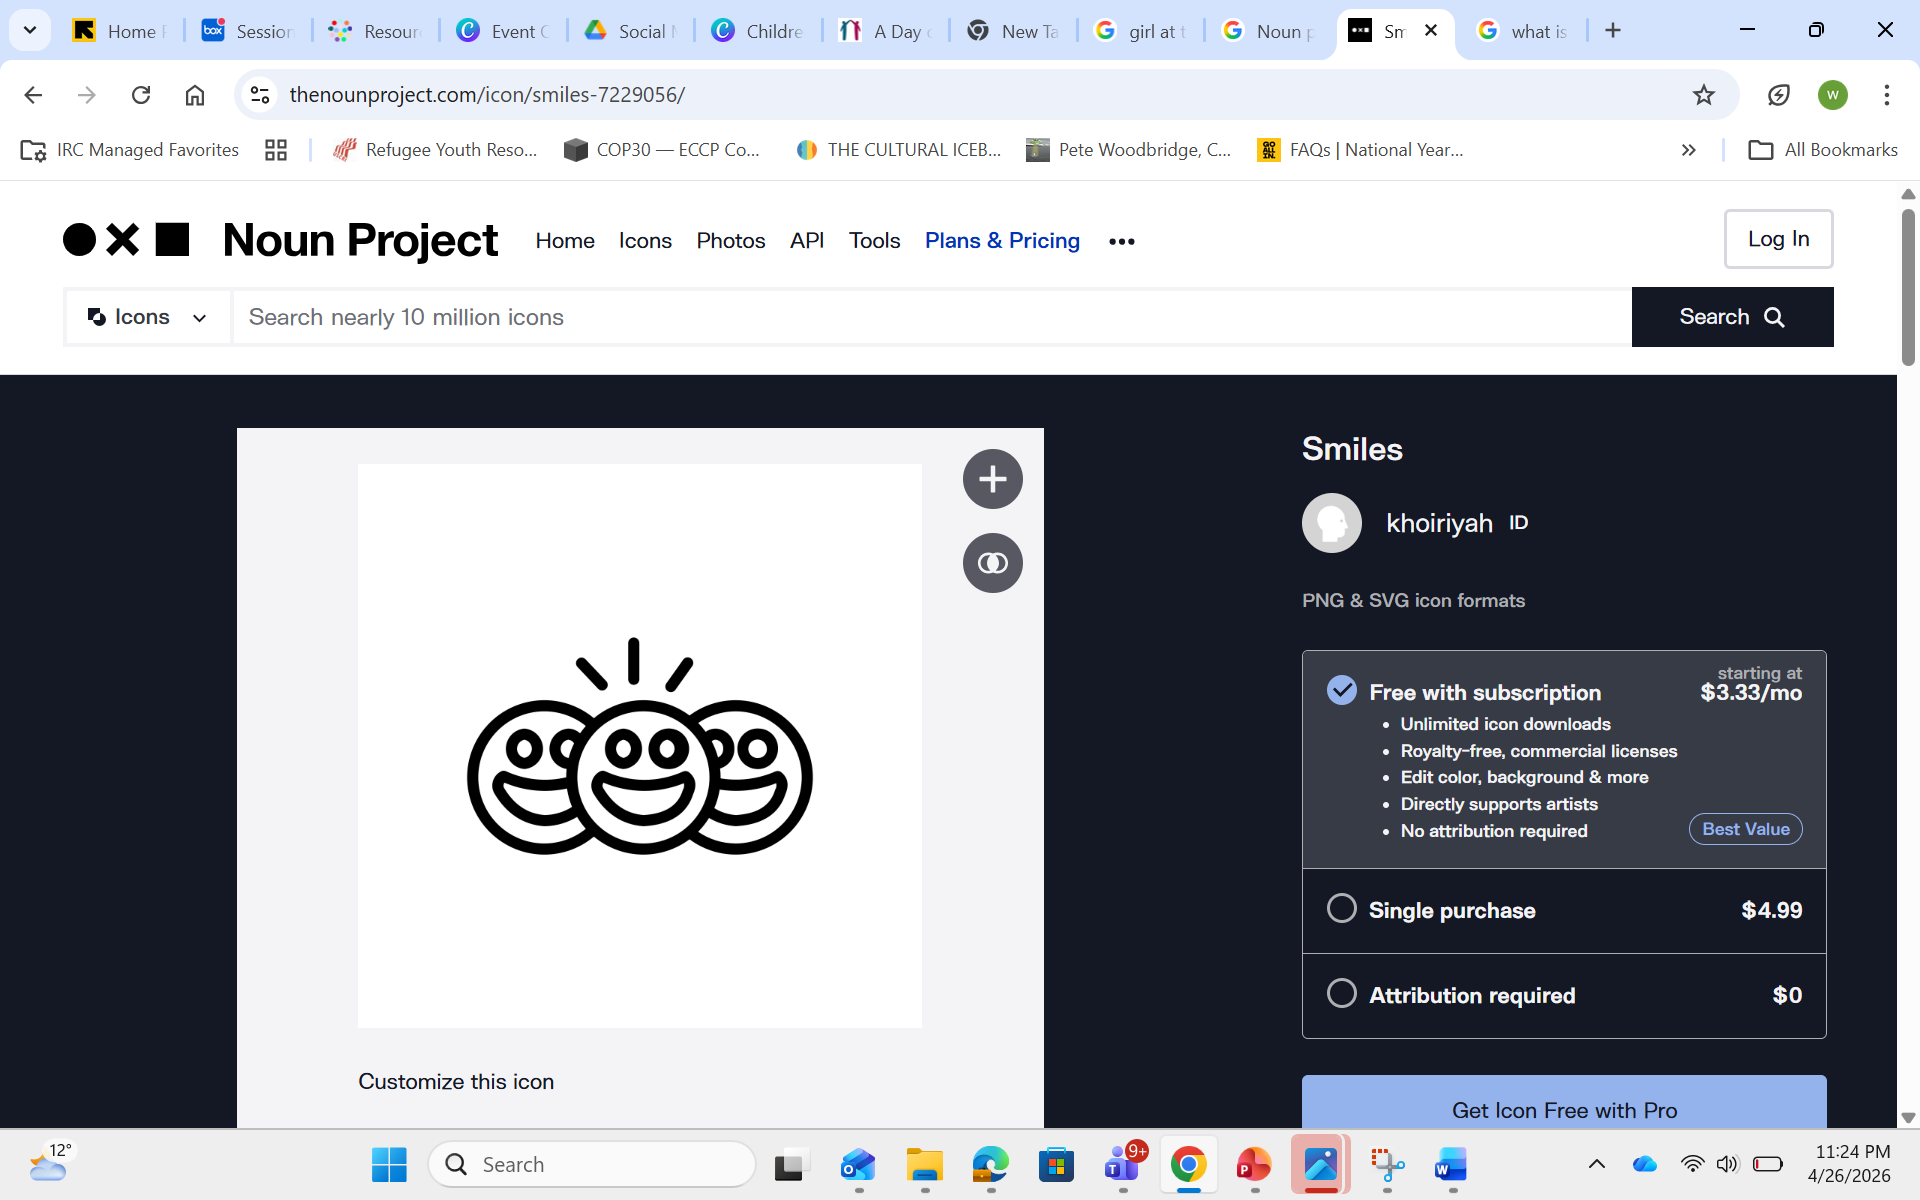 Home
Session
Resour
Event C
Social
Childre
A Day
New Ta
girl at t
Noun p
Sm
what is
thenounproject.com/icon/smiles-7229056/
W
IRC Managed Favorites
Refugee Youth Reso...
COP30 — ECCP Co...
THE CULTURAL ICEB...
Pete Woodbridge, C...
GO ALL IN.
FAQs | National Year...
All Bookmarks
Noun Project
Home
Icons
Photos
API
Tools
Plans & Pricing
Log In
Icons
Search nearly 10 million icons
Search
Smiles
khoiriyah ID
PNG & SVG icon formats
starting at
Free with subscription $3.33/mo
• Unlimited icon downloads
• Royalty-free, commercial licenses
• Edit color, background & more
• Directly supports artists
• No attribution required
Best Value
Single purchase $4.99
Attribution required $0
Customize this icon
Get Icon Free with Pro
12°
Search
9+
11:24 PM
4/26/2026